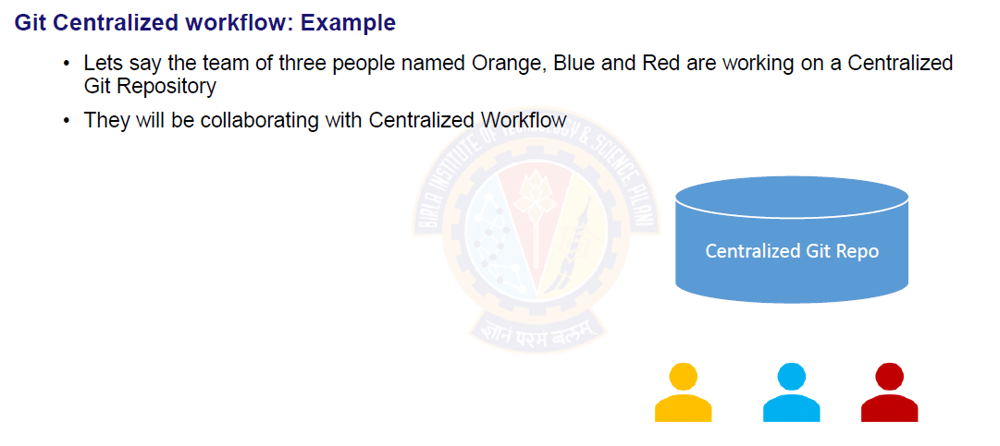 Git Centralized workflow: Example
• Lets say the team of three people named Orange, Blue and Red are working on a Centralized
Git Repository
• They will be collaborating with Centralized Workflow
BIRLA INSTITUTE OF TECHNOLOGY & SCIENCE, PILANI
Centralized Git Repo
ज्ञानं परमं बलम्